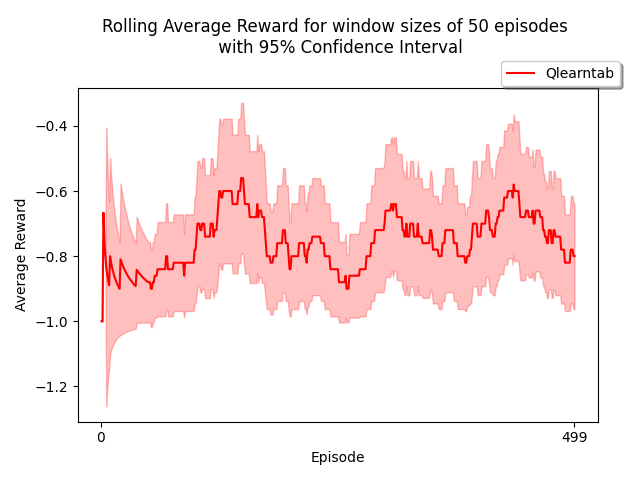 Rolling Average Reward for window sizes of 50 episodes
with 95% Confidence Interval
Qlearntab
−0.4
−0.6
−0.8
−1.0
−1.2
Average Reward
0
499
Episode